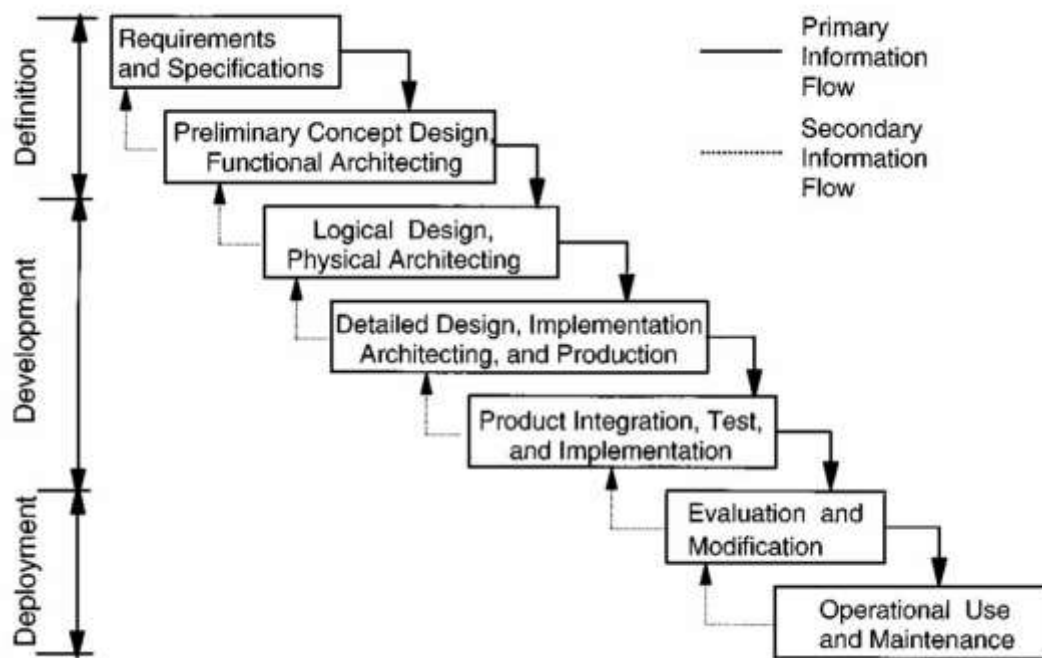 Definition
Development
Deployment
Requirements
and Specifications
Preliminary Concept Design,
Functional Architecting
Logical Design,
Physical Architecting
Detailed Design, Implementation
Architecting, and Production
Product Integration, Test,
and Implementation
Evaluation and
Modification
Operational Use
and Maintenance
Primary
Information
Flow
Secondary
Information
Flow